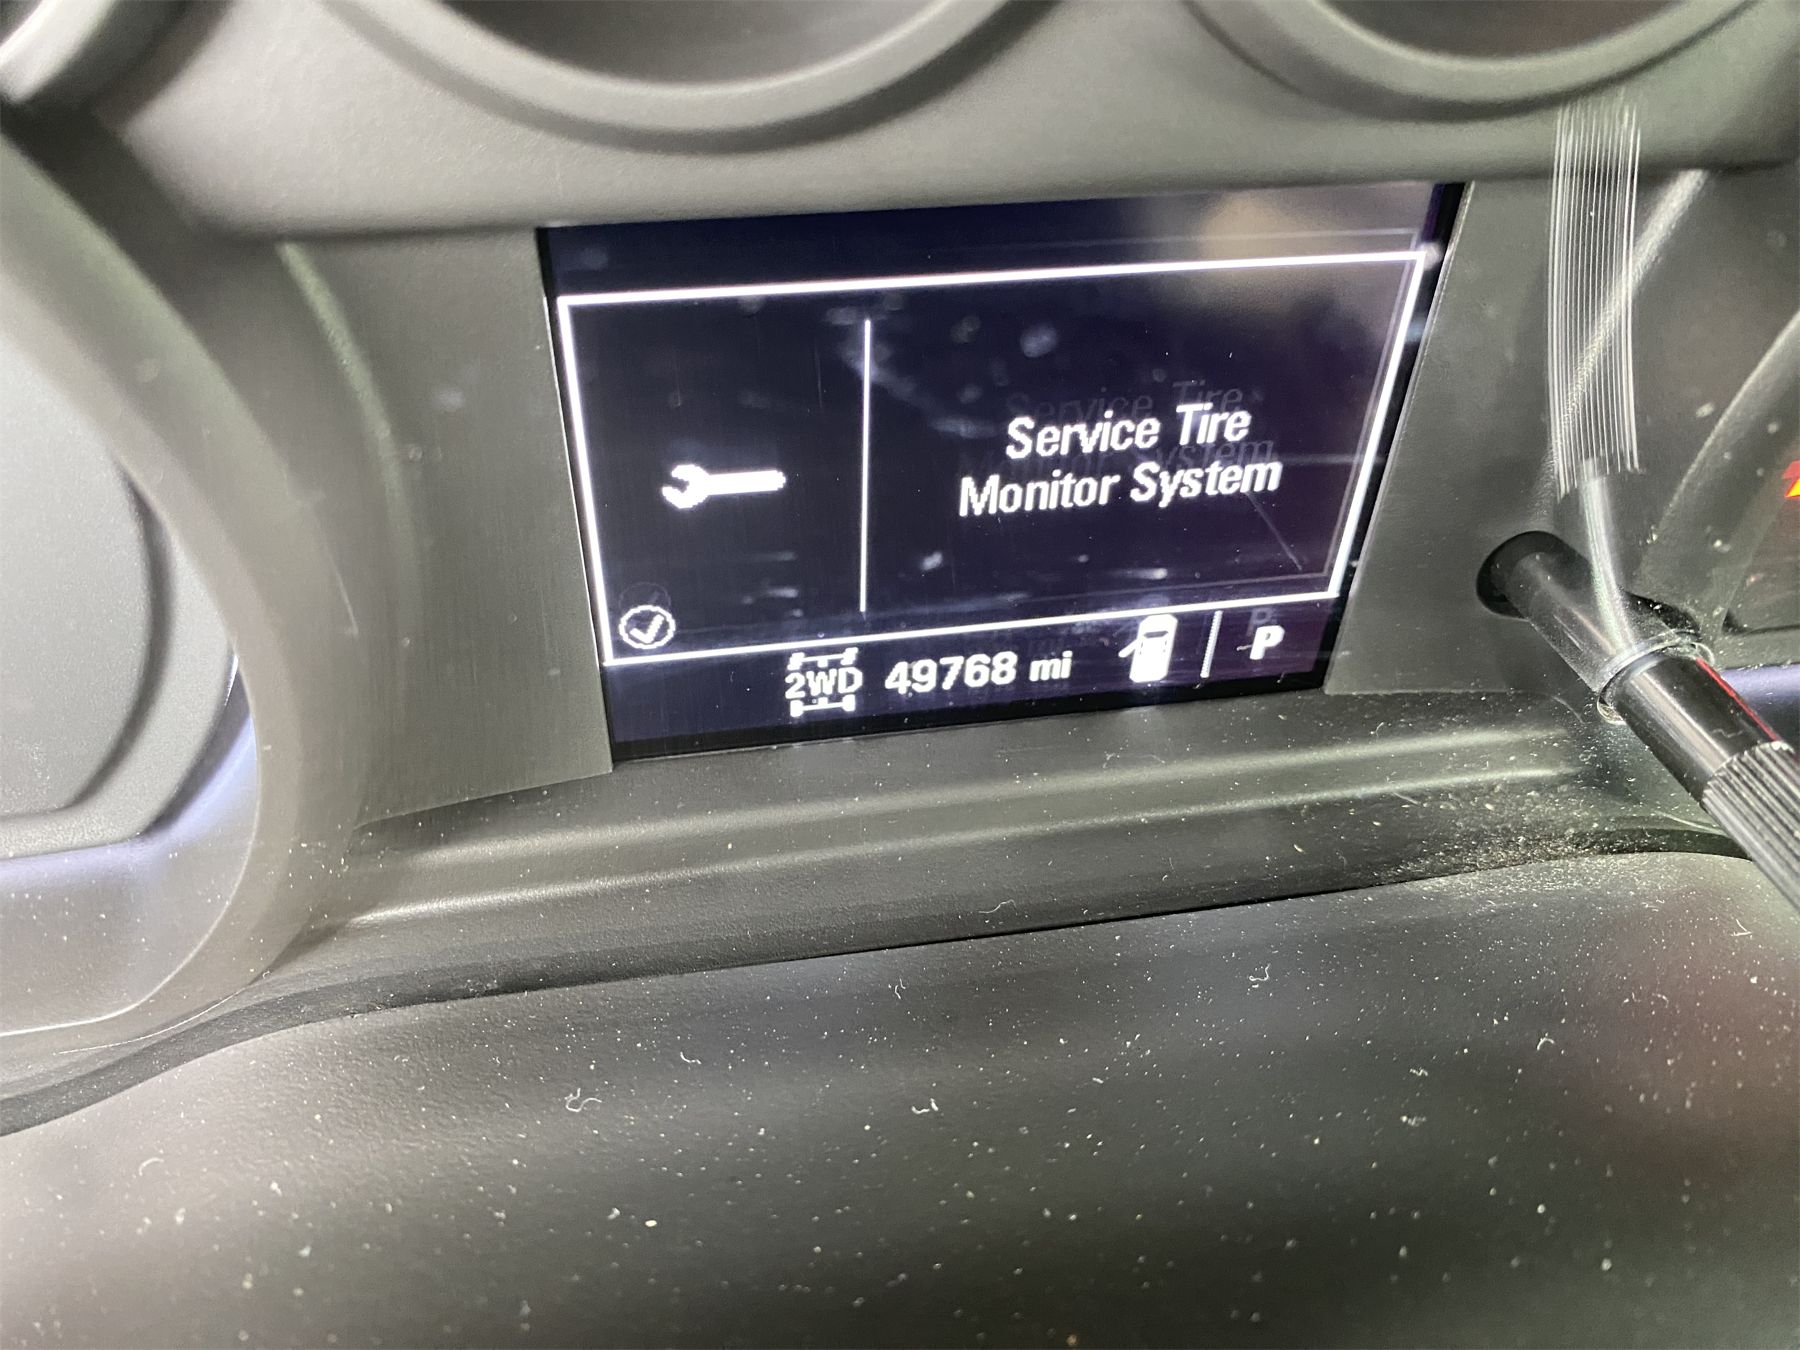 Service Tire
Monitor System
2WD 49768 mi P